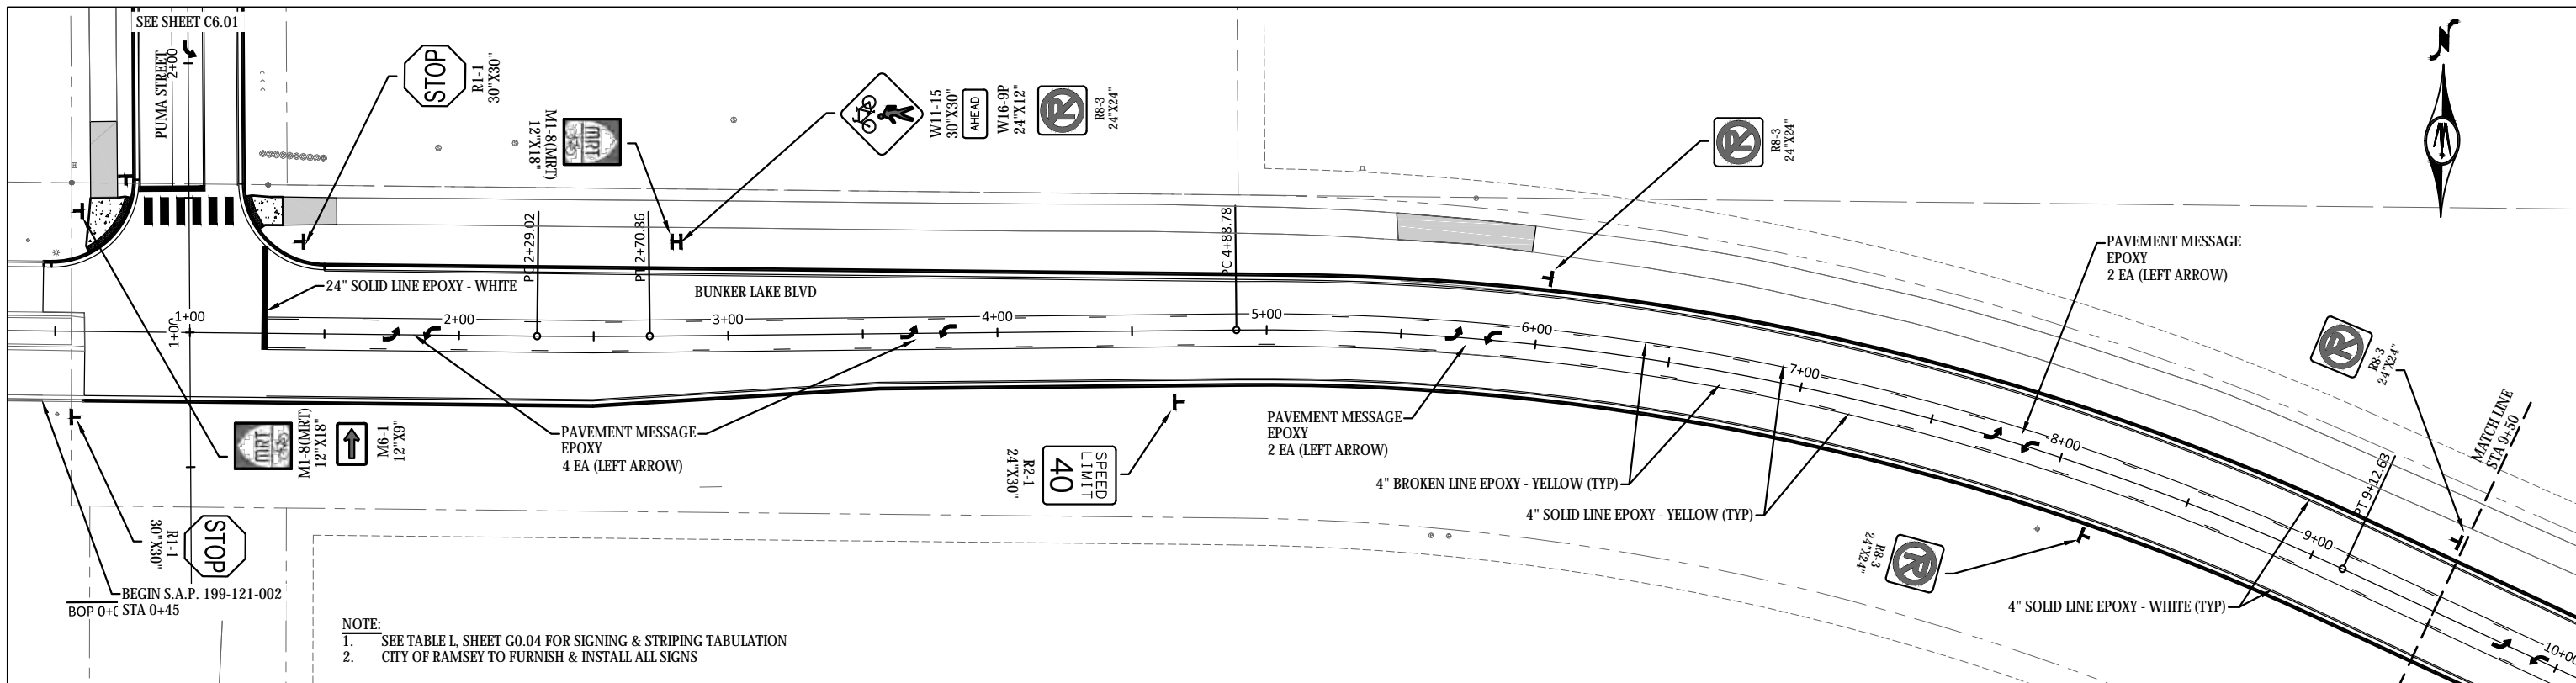 SEE SHEET C6.01
PUMA STREET
2+00
STOP
R1-1
30"X30"
MRT
M1-8(MRT)
12"X18"
W11-15
30"X30"
AHEAD
W16-9P
24"X12"
P
R8-3
24"X24"
P
R8-3
24"X24"
N
PC 2+29.02
PT 2+70.86
PC 4+88.78
24" SOLID LINE EPOXY - WHITE
BUNKER LAKE BLVD
1+00
1+00
2+00
3+00
4+00
5+00
6+00
7+00
8+00
9+00
10+00
PAVEMENT MESSAGE
EPOXY
2 EA (LEFT ARROW)
P
R8-3
24"X24"
MATCH LINE
STA 9+50
PT 9+12.63
MRT
M1-8(MRT)
12"X18"
M6-1
12"X9"
PAVEMENT MESSAGE
EPOXY
4 EA (LEFT ARROW)
PAVEMENT MESSAGE
EPOXY
2 EA (LEFT ARROW)
SPEED
LIMIT
40
R2-1
24"X30"
4" BROKEN LINE EPOXY - YELLOW (TYP)
4" SOLID LINE EPOXY - YELLOW (TYP)
P
R8-3
24"X24"
4" SOLID LINE EPOXY - WHITE (TYP)
STOP
R1-1
30"X30"
BEGIN S.A.P. 199-121-002
STA 0+45
BOP 0+0
NOTE:
1. SEE TABLE L, SHEET G0.04 FOR SIGNING & STRIPING TABULATION
2. CITY OF RAMSEY TO FURNISH & INSTALL ALL SIGNS